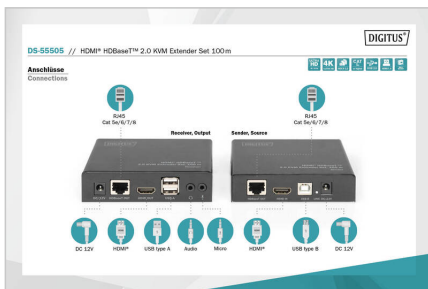 DIGITUS®
DS-55505 // HDMI® HDBaseT™ 2.0 KVM Extender Set 100m
Anschlüsse
Connections
HD
4K
RJ45
Cat 5e/6/7/8
RJ45
Cat 5e/6/7/8
Receiver, Output
Sender, Source
DC 12V
HDMI®
USB type A
Audio
Micro
HDMI®
USB type B
DC 12V